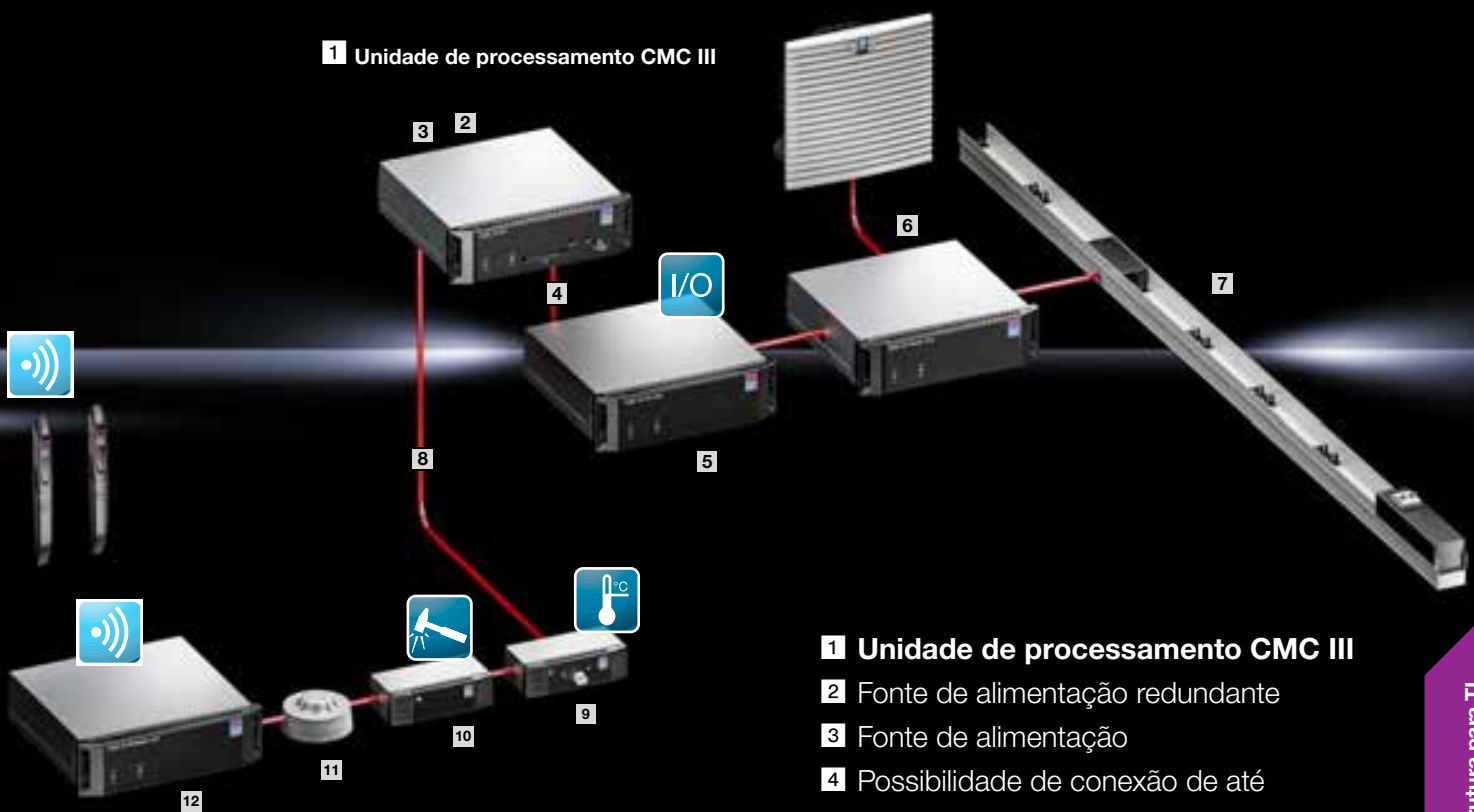 1 Unidade de processamento CMC III
3
2
6
I/O
4
7
8
5
°C
9
10
11
12
1 Unidade de processamento CMC III
2 Fonte de alimentação redundante
3 Fonte de alimentação
4 Possibilidade de conexão de até
para TI